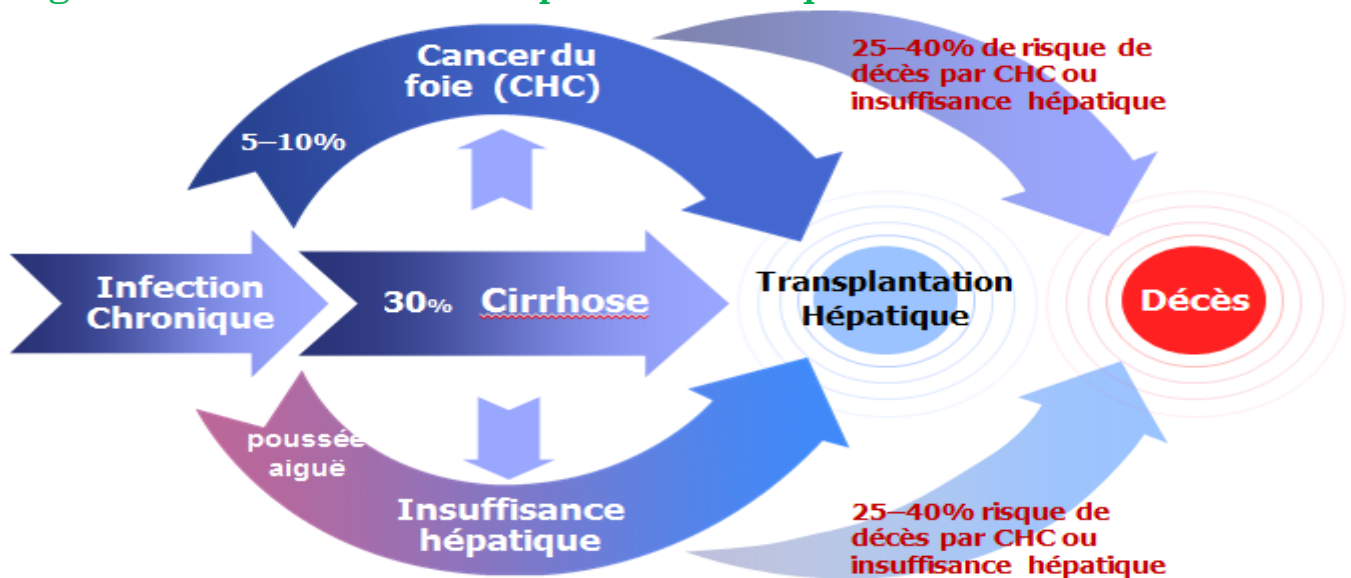 Cancer du
foie (CHC)
25–40% de risque de
décès par CHC ou
insuffisance hépatique
5–10%
Infection
Chronique
30% Cirrhose
Transplantation
Hépatique
Décès
poussée
aiguë
Insuffisance
hépatique
25–40% risque de
décès par CHC ou
insuffisance hépatique